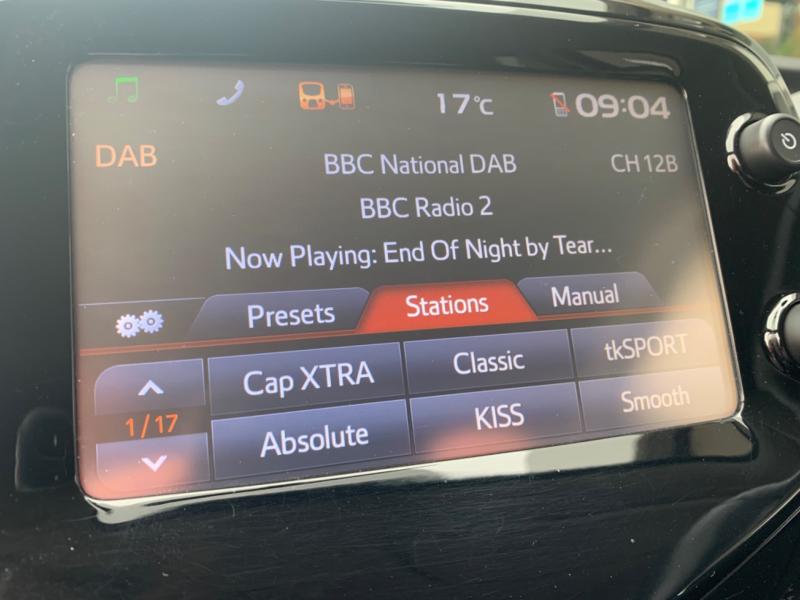 17°C 09:04
DAB BBC National DAB CH 12B
BBC Radio 2
Now Playing: End Of Night by Tear...
Presets Stations Manual
Cap XTRA Classic tkSPORT
1/17
Absolute KISS Smooth